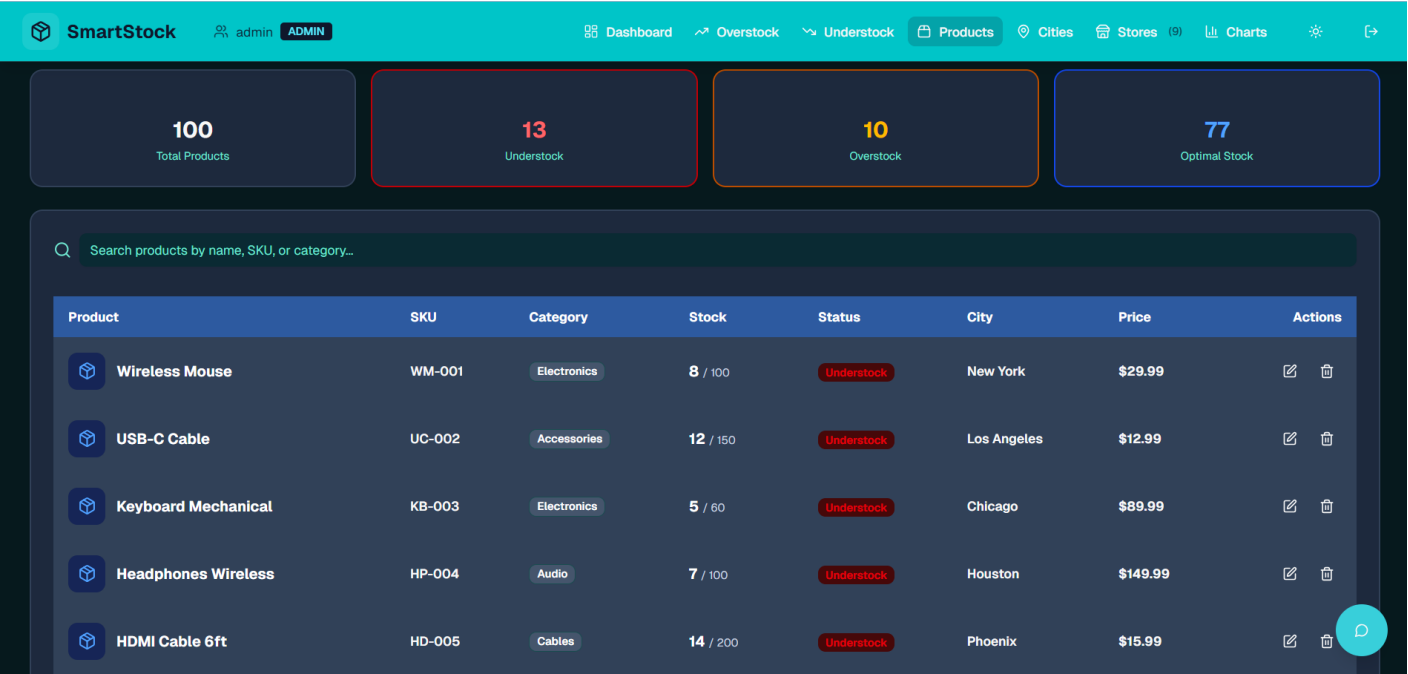 SmartStock admin ADMIN Dashboard Overstock Understock Products Cities Stores (9) Charts
100 13 10 77
Total Products Understock Overstock Optimal Stock
Search products by name, SKU, or category...
Product SKU Category Stock Status City Price Actions
Wireless Mouse WM-001 Electronics 8 / 100 Understock New York $29.99
USB-C Cable UC-002 Accessories 12 / 150 Understock Los Angeles $12.99
Keyboard Mechanical KB-003 Electronics 5 / 60 Understock Chicago $89.99
Headphones Wireless HP-004 Audio 7 / 100 Understock Houston $149.99
HDMI Cable 6ft HD-005 Cables 14 / 200 Understock Phoenix $15.99